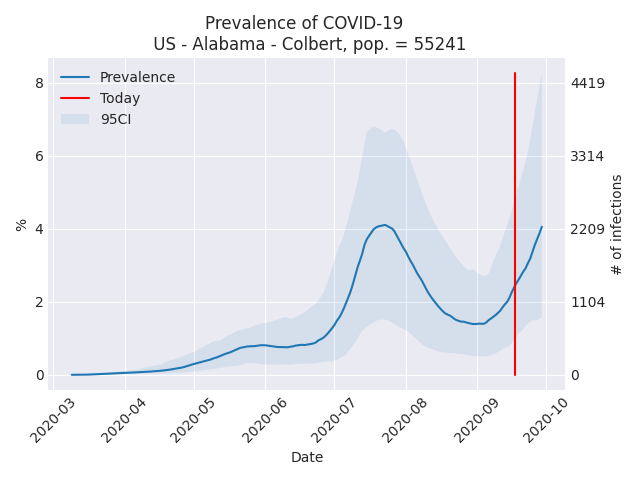 Prevalence of COVID-19
US - Alabama - Colbert, pop. = 55241
Prevalence
Today
95CI
%
8
6
4
2
0
4419
3314
2209
1104
0
# of infections
2020-03
2020-04
2020-05
2020-06
2020-07
2020-08
2020-09
2020-10
Date